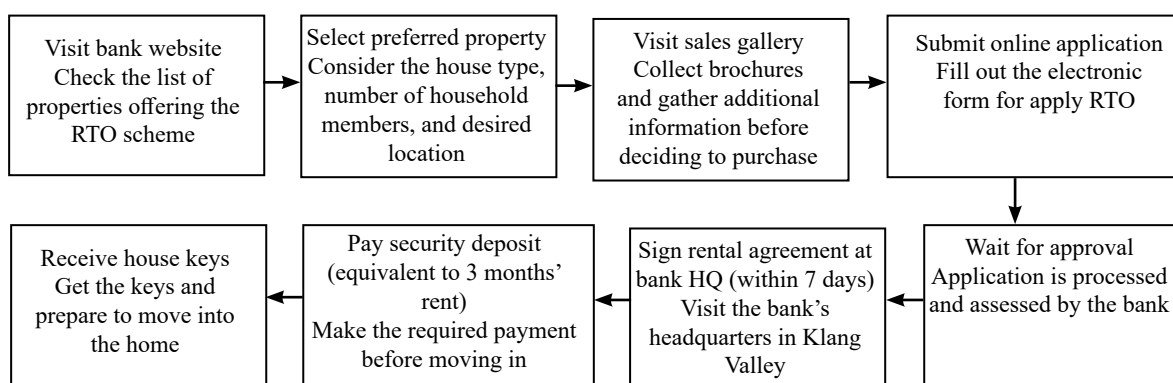 Visit bank website
Check the list of
properties offering the
RTO scheme
Select preferred property
Consider the house type,
number of household
members, and desired
location
Visit sales gallery
Collect brochures
and gather additional
information before
deciding to purchase
Submit online application
Fill out the electronic
form for apply RTO
Wait for approval
Application is processed
and assessed by the bank
Sign rental agreement at
bank HQ (within 7 days)
Visit the bank’s
headquarters in Klang
Valley
Pay security deposit
(equivalent to 3 months’
rent)
Make the required payment
before moving in
Receive house keys
Get the keys and
prepare to move into
the home